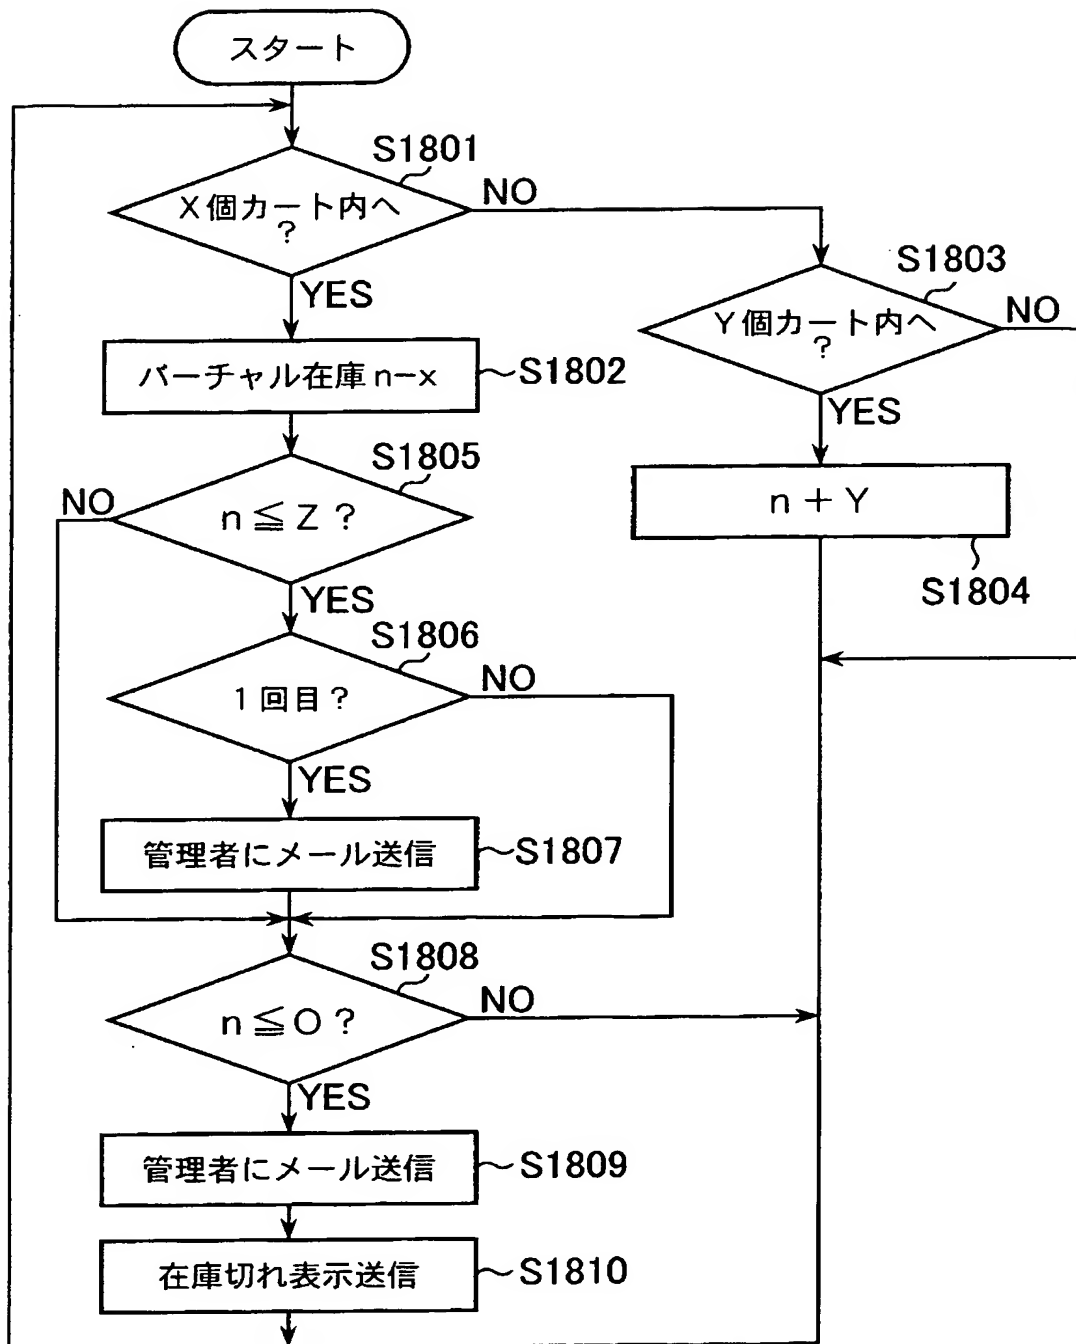 スタート
S1801
X個カート内へ
?
NO
YES
S1803
Y個カート内へ
?
NO
YES
バーチャル在庫n-x
S1802
n+Y
S1804
S1805
n≦Z?
NO
YES
S1806
1回目?
NO
YES
管理者にメール送信
S1807
S1808
n≦O?
NO
YES
管理者にメール送信
S1809
在庫切れ表示送信
S1810